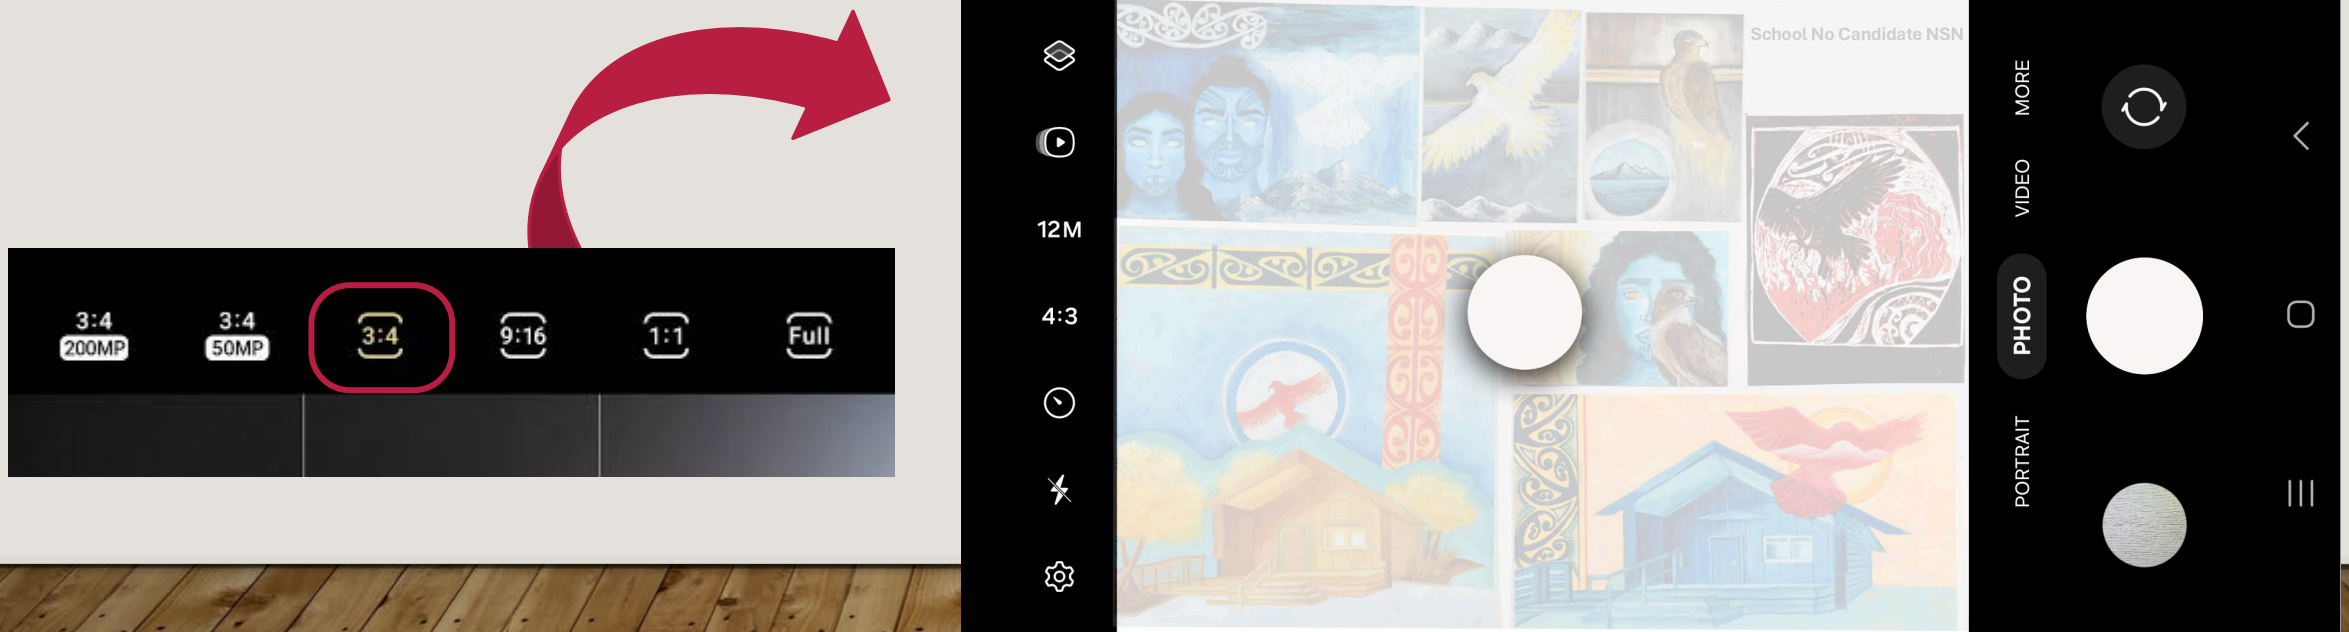 3:4
200MP
3:4
50MP
3:4
9:16
1:1
Full
12M
4:3
School No Candidate NSN
MORE
VIDEO
PHOTO
PORTRAIT